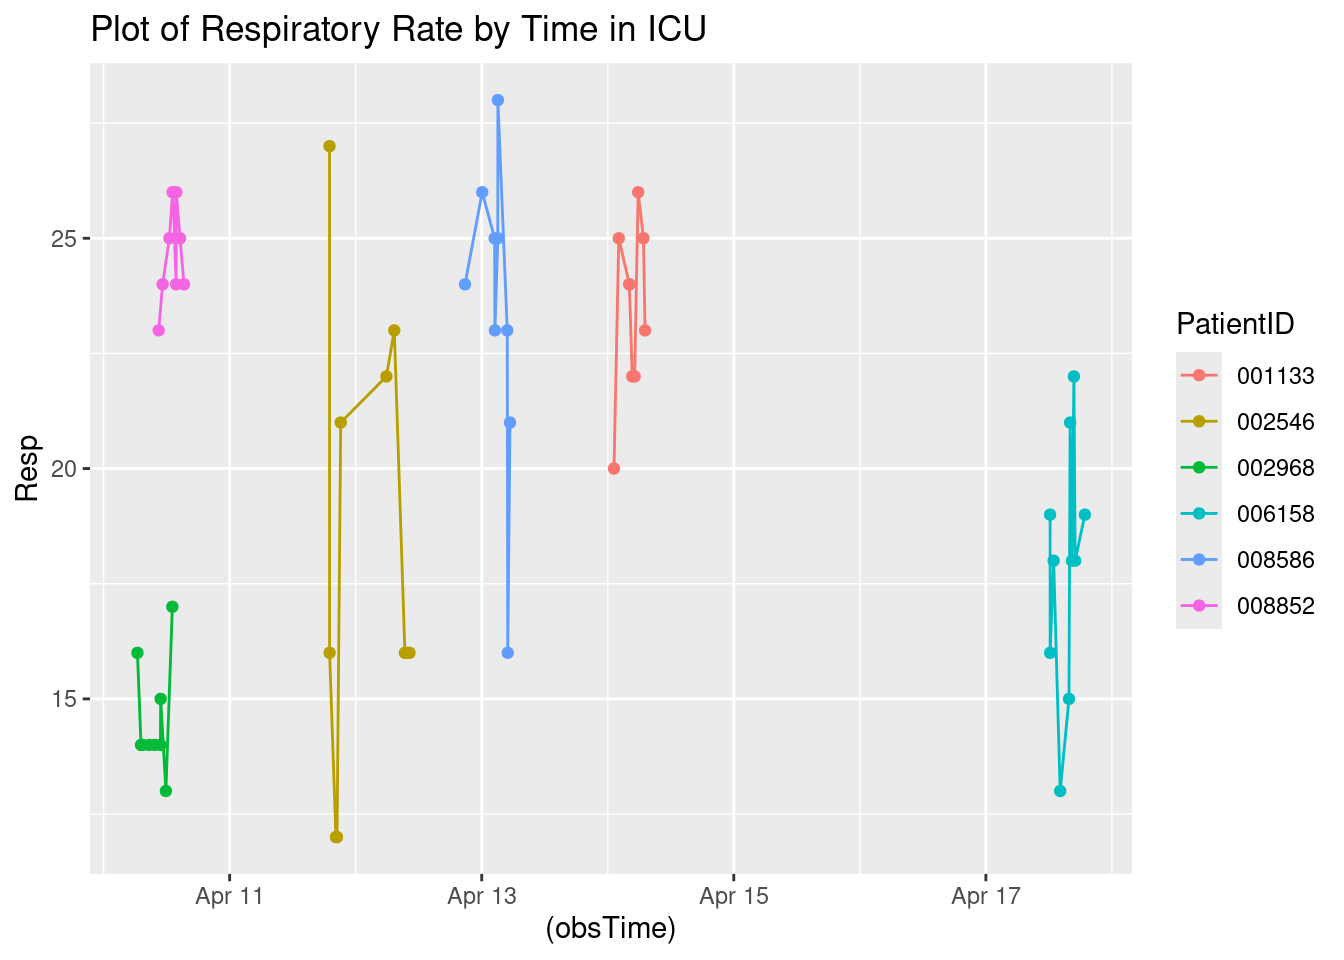 Plot of Respiratory Rate by Time in ICU
Resp
25
20
15
Apr 11
Apr 13
Apr 15
Apr 17
(obsTime)
PatientID
001133
002546
002968
006158
008586
008852